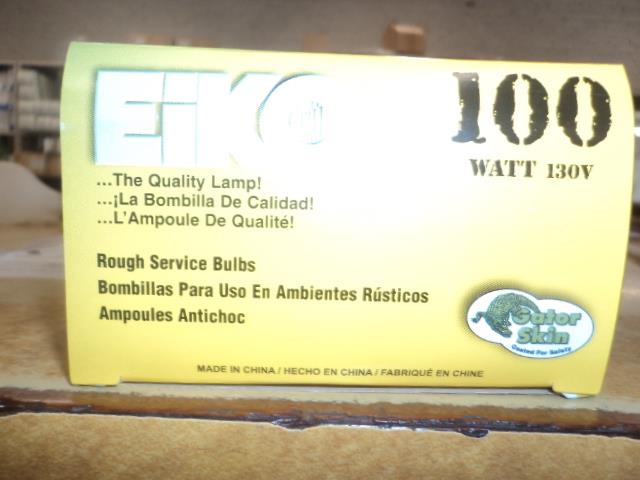 EiKO
100
WATT 130V
...The Quality Lamp!
...¡La Bombilla De Calidad!
...L'Ampoule De Qualité!
Rough Service Bulbs
Bombillas Para Uso En Ambientes Rústicos
Ampoules Antichoc
Gator
Skin
Coated For Safety
MADE IN CHINA / HECHO EN CHINA / FABRIQUÉ EN CHINE